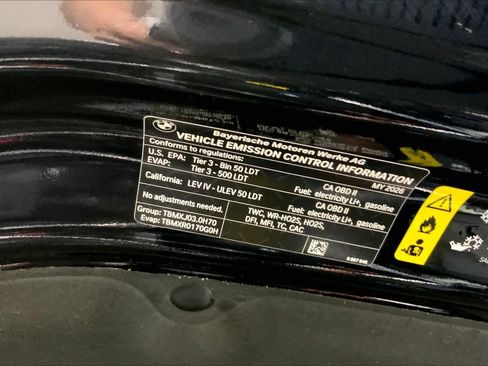 Bayerische Motoren Werke AG
VEHICLE EMISSION CONTROL INFORMATION
Conforms to regulations: MY 2026
U.S. EPA: Tier 3 - Bin 50 LDT CA OBD II
EVAP: Tier 3 - 500 LDT Fuel: electricity Li+, gasoline
California: LEV IV - ULEV 50 LDT CA OBD II
Fuel: electricity Li+, gasoline
No adjustments needed. TWC, WR-HO2S, HO2S,
Group: TBMXJ03.0H70 DFI, MFI, TC, CAC
Evap: TBMXR0170G0H